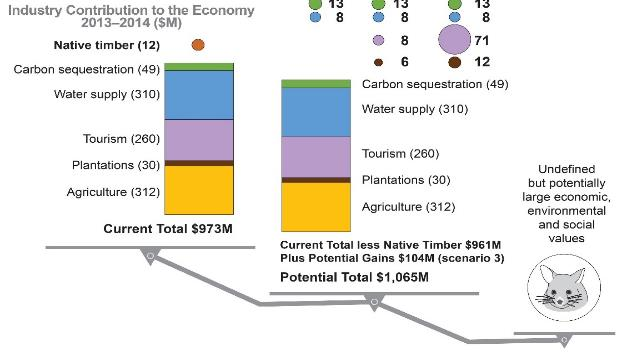 Industry Contribution to the Economy
2013–2014 ($M)
13
13
13
8
8
8
8
71
6
12
Native timber (12)
Carbon sequestration (49)
Water supply (310)
Tourism (260)
Plantations (30)
Agriculture (312)
Current Total $973M
Carbon sequestration (49)
Water supply (310)
Tourism (260)
Plantations (30)
Agriculture (312)
Current Total less Native Timber $961M
Plus Potential Gains $104M (scenario 3)
Potential Total $1,065M
Undefined
but potentially
large economic,
environmental
and social
values